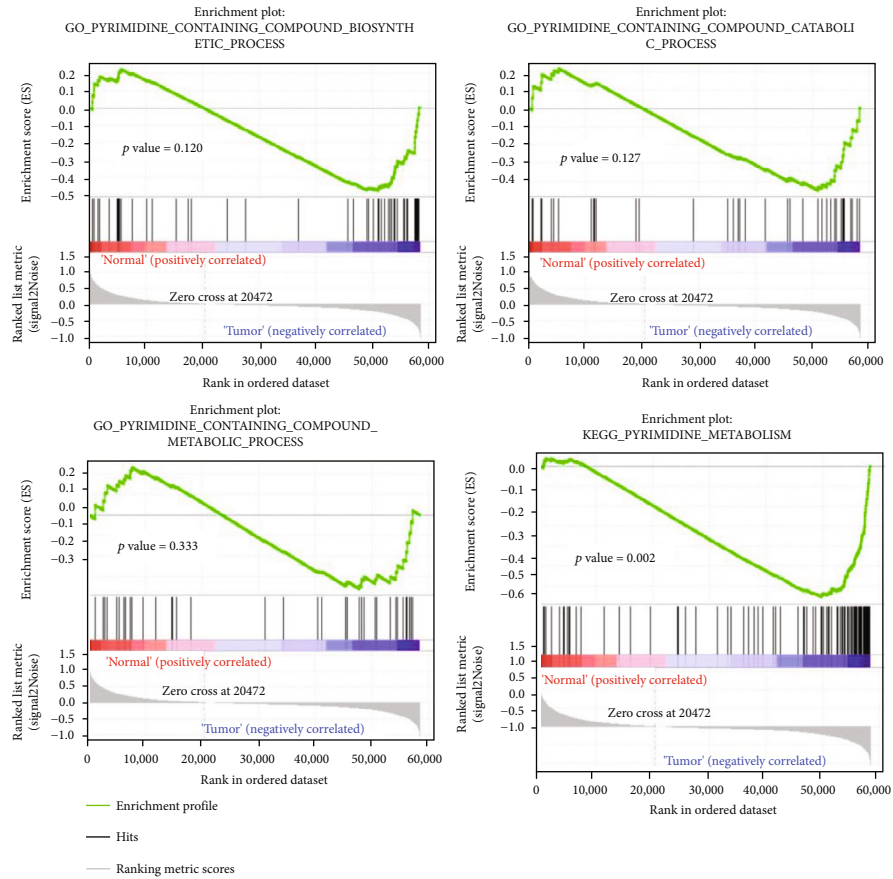 Enrichment plot:
GO_PYRIMIDINE_CONTAINING_COMPOUND_BIOSYNTH
ETIC_PROCESS
0.2
0.1
0.0
−0.1
−0.2
−0.3
−0.4
−0.5
Enrichment score (ES)
p value = 0.120
1.5
1.0
0.5
0.0
−0.5
−1.0
Ranked list metric
(signal2Noise)
'Normal' (positively correlated)
Zero cross at 20472
'Tumor' (negatively correlated)
0 10,000 20,000 30,000 40,000 50,000 60,000
Rank in ordered dataset
Enrichment plot:
GO_PYRIMIDINE_CONTAINING_COMPOUND_CATABOLI
C_PROCESS
0.2
0.1
0.0
−0.1
−0.2
−0.3
−0.4
Enrichment score (ES)
p value = 0.127
1.5
1.0
0.5
0.0
−0.5
−1.0
Ranked list metric
(signal2Noise)
'Normal' (positively correlated)
Zero cross at 20472
'Tumor' (negatively correlated)
0 10,000 20,000 30,000 40,000 50,000 60,000
Rank in ordered dataset
Enrichment plot:
GO_PYRIMIDINE_CONTAINING_COMPOUND_
METABOLIC_PROCESS
0.2
0.1
0.0
−0.1
−0.2
−0.3
Enrichment score (ES)
p value = 0.333
1.5
1.0
0.5
0.0
−0.5
−1.0
Ranked list metric
(signal2Noise)
'Normal' (positively correlated)
Zero cross at 20472
'Tumor' (negatively correlated)
0 10,000 20,000 30,000 40,000 50,000 60,000
Rank in ordered dataset
Enrichment plot:
KEGG_PYRIMIDINE_METABOLISM
0.0
−0.1
−0.2
−0.3
−0.4
−0.5
−0.6
Enrichment score (ES)
p value = 0.002
1.5
1.0
0.5
0.0
−0.5
−1.0
Ranked list metric
(signal2Noise)
'Normal' (positively correlated)
Zero cross at 20472
'Tumor' (negatively correlated)
0 10,000 20,000 30,000 40,000 50,000 60,000
Rank in ordered dataset
Enrichment profile
Hits
Ranking metric scores